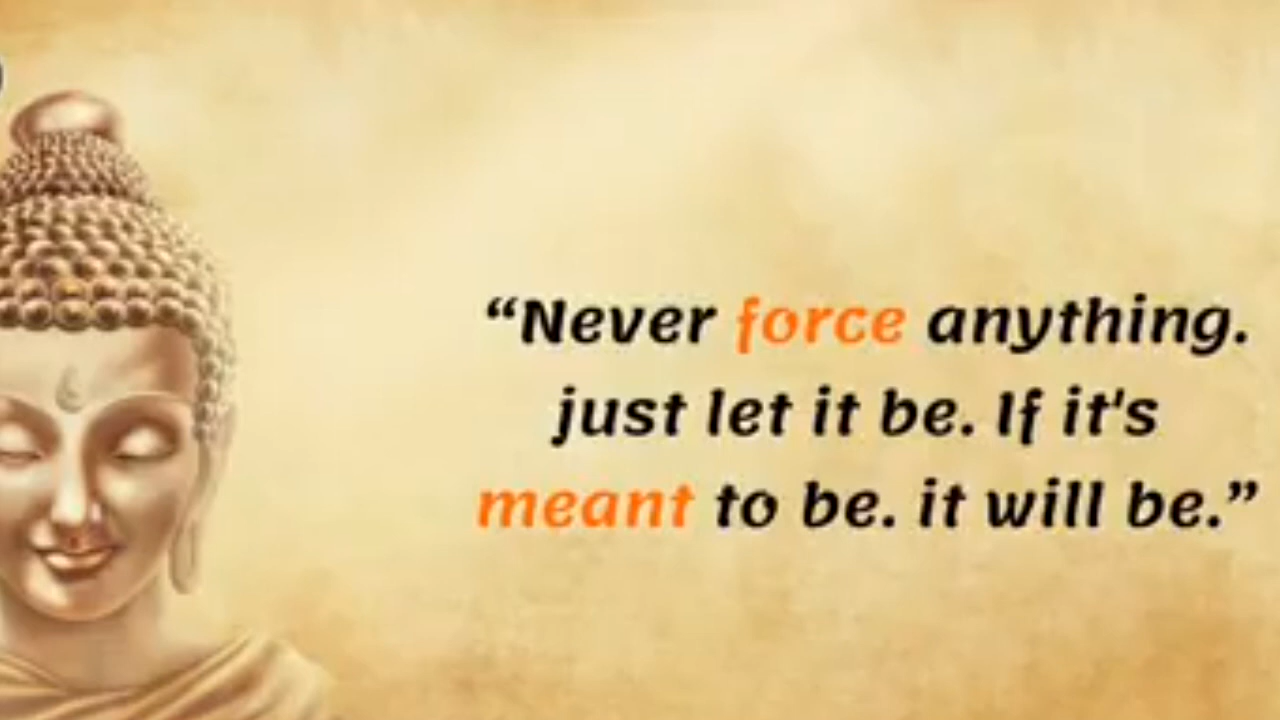 “Never force anything.
just let it be. If it's
meant to be. it will be.”